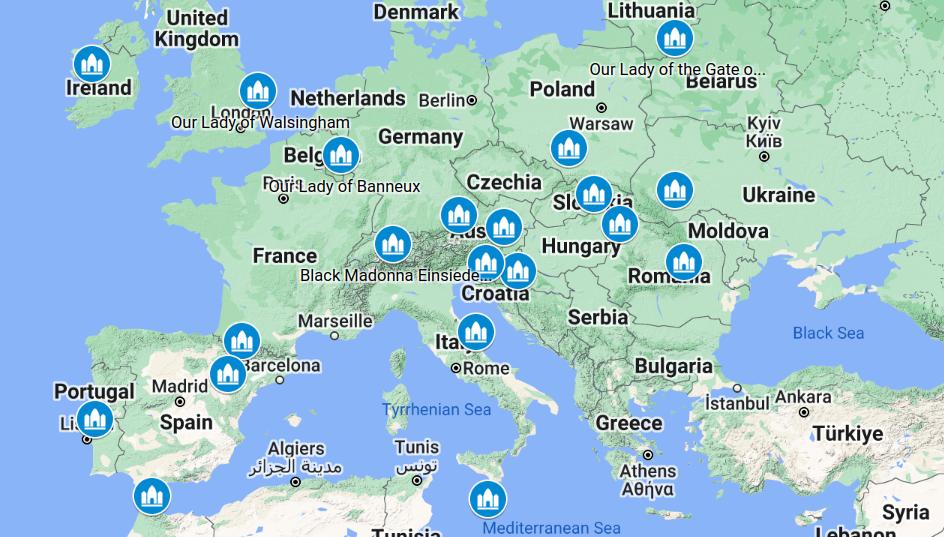 Denmark
Lithuania
United
Kingdom
Ireland
Our Lady of the Gate o...
Belarus
Netherlands
Berlin
Poland
London
Our Lady of Walsingham
Warsaw
Germany
Kyiv
Київ
Belg
Paris
Our Lady of Banneux
Czechia
Slo kia
Ukraine
Aus
Moldova
Hungary
France
Black Madonna Einsiede...
Romania
Croatia
Serbia
Marseille
Italy
Black Sea
Barcelona
Rome
Bulgaria
Portugal
Madrid
İstanbul
Ankara
Tyrrhenian Sea
Lis
Spain
Greece
Türkiye
Algiers
مدينة الجزائر
Tunis
تونس
Athens
Αθήνα
Syria
Mediterranean Sea
Tunisia
Lebanon